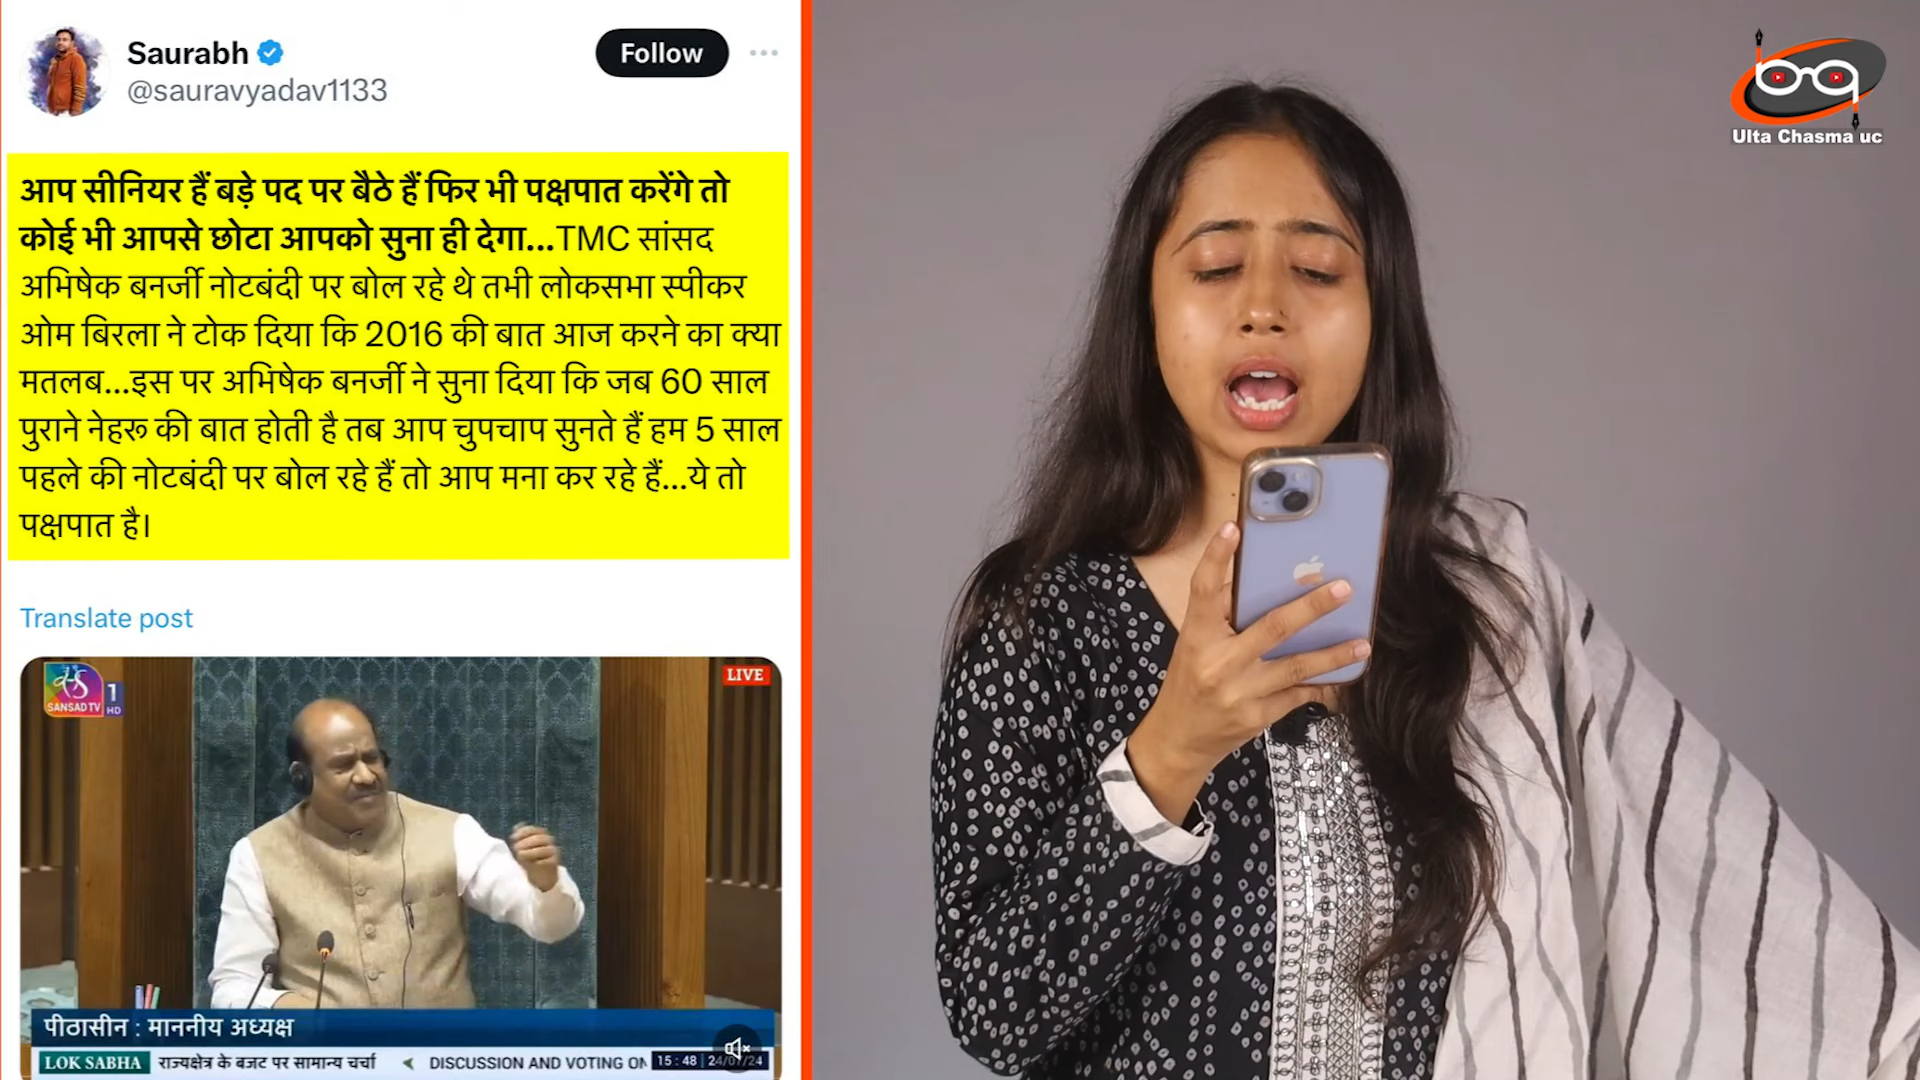 Saurabh
Follow
@sauravyadav1133
आप सीनियर हैं बड़े पद पर बैठे हैं फिर भी पक्षपात करेंगे तो
कोई भी आपसे छोटा आपको सुना ही देगा...TMC सांसद
अभिषेक बनर्जी नोटबंदी पर बोल रहे थे तभी लोकसभा स्पीकर
ओम बिरला ने टोक दिया कि 2016 की बात आज करने का क्या
मतलब...इस पर अभिषेक बनर्जी ने सुना दिया कि जब 60 साल
पुराने नेहरू की बात होती है तब आप चुपचाप सुनते हैं हम 5 साल
पहले की नोटबंदी पर बोल रहे हैं तो आप मना कर रहे हैं...ये तो
पक्षपात है।
Translate post
SANSAD TV 1 HD
LIVE
पीठासीन : माननीय अध्यक्ष
LOK SABHA राज्यक्षेत्र के बजट पर सामान्य चर्चा DISCUSSION AND VOTING ON 15:48 24/07/24
Ulta Chasma uc